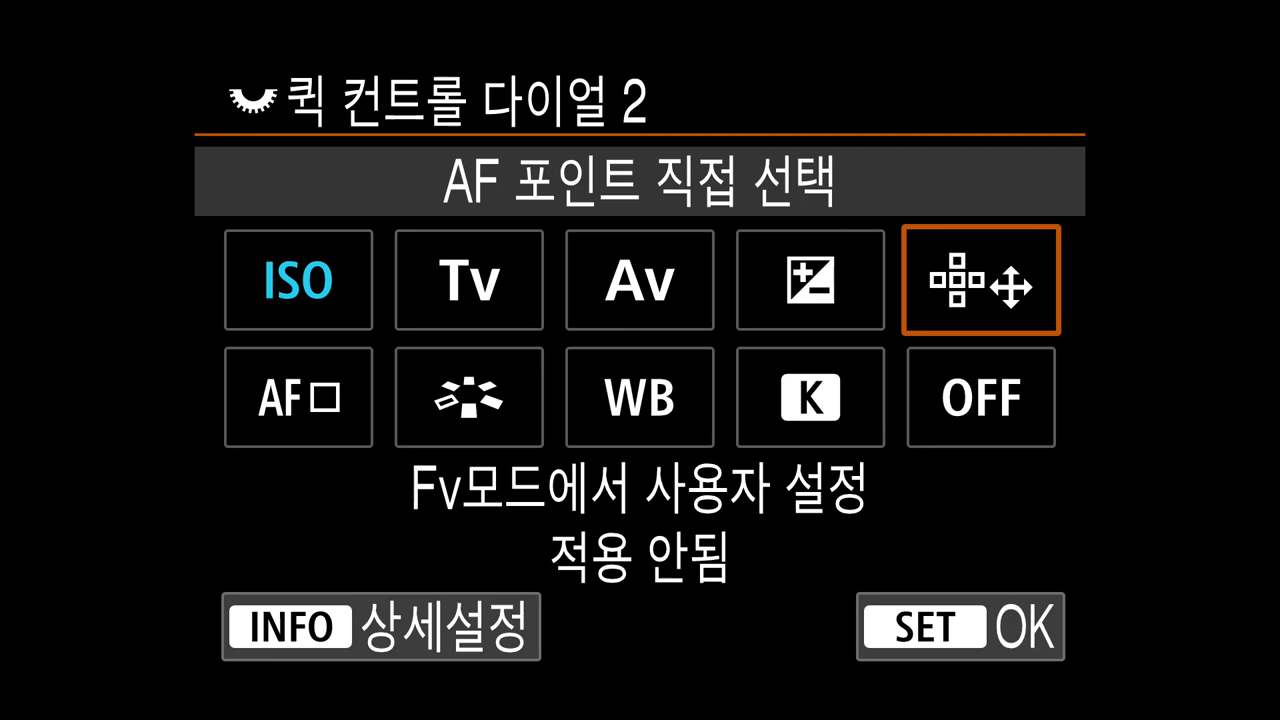 퀵 컨트롤 다이얼 2
AF 포인트 직접 선택
ISO Tv Av
AF WB K OFF
Fv모드에서 사용자 설정
적용 안됨
INFO 상세설정 SET OK